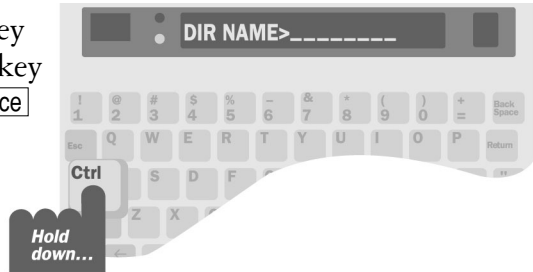 ey
DIR NAME>________
key
ce
! @ # $ % – & * ( ) + Back Space
1 2 3 4 5 6 7 8 9 0 =
Esc Q W E R T Y U I O P Return
Ctrl S D F "
Z X
Hold
down...
←